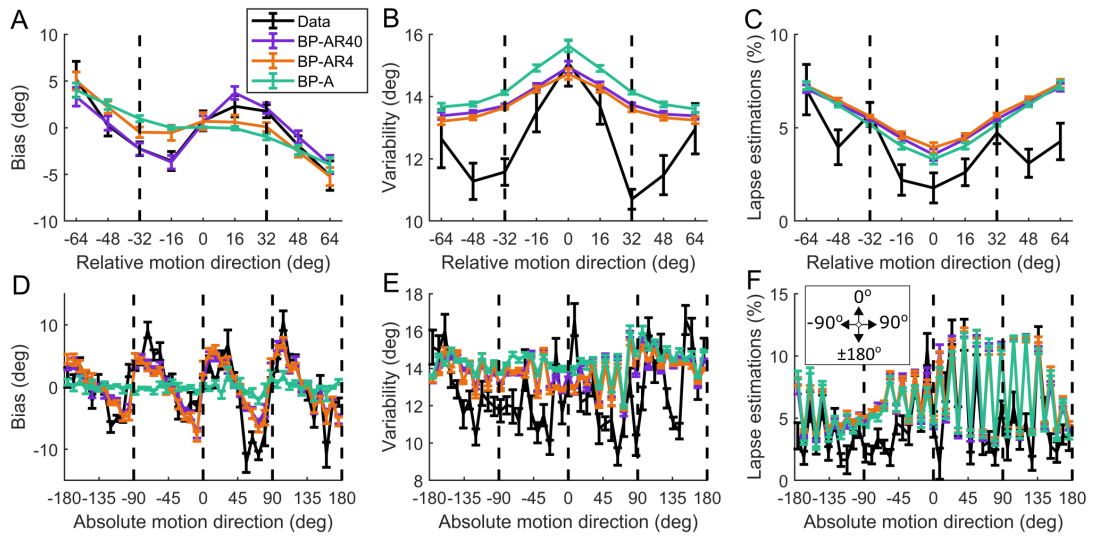 A
Bias (deg)
10
5
0
-5
-10
-64 -48 -32 -16 0 16 32 48 64
Relative motion direction (deg)
Data
BP-AR40
BP-AR4
BP-A
B
Variability (deg)
16
14
12
10
-64 -48 -32 -16 0 16 32 48 64
Relative motion direction (deg)
C
Lapse estimations (%)
10
5
0
-64 -48 -32 -16 0 16 32 48 64
Relative motion direction (deg)
D
Bias (deg)
10
0
-10
-180 -135 -90 -45 0 45 90 135 180
Absolute motion direction (deg)
E
Variability (deg)
18
16
14
12
10
8
-180 -135 -90 -45 0 45 90 135 180
Absolute motion direction (deg)
F
Lapse estimations (%)
15
10
5
0
0º
-90º 90º
±180º
-180 -135 -90 -45 0 45 90 135 180
Absolute motion direction (deg)